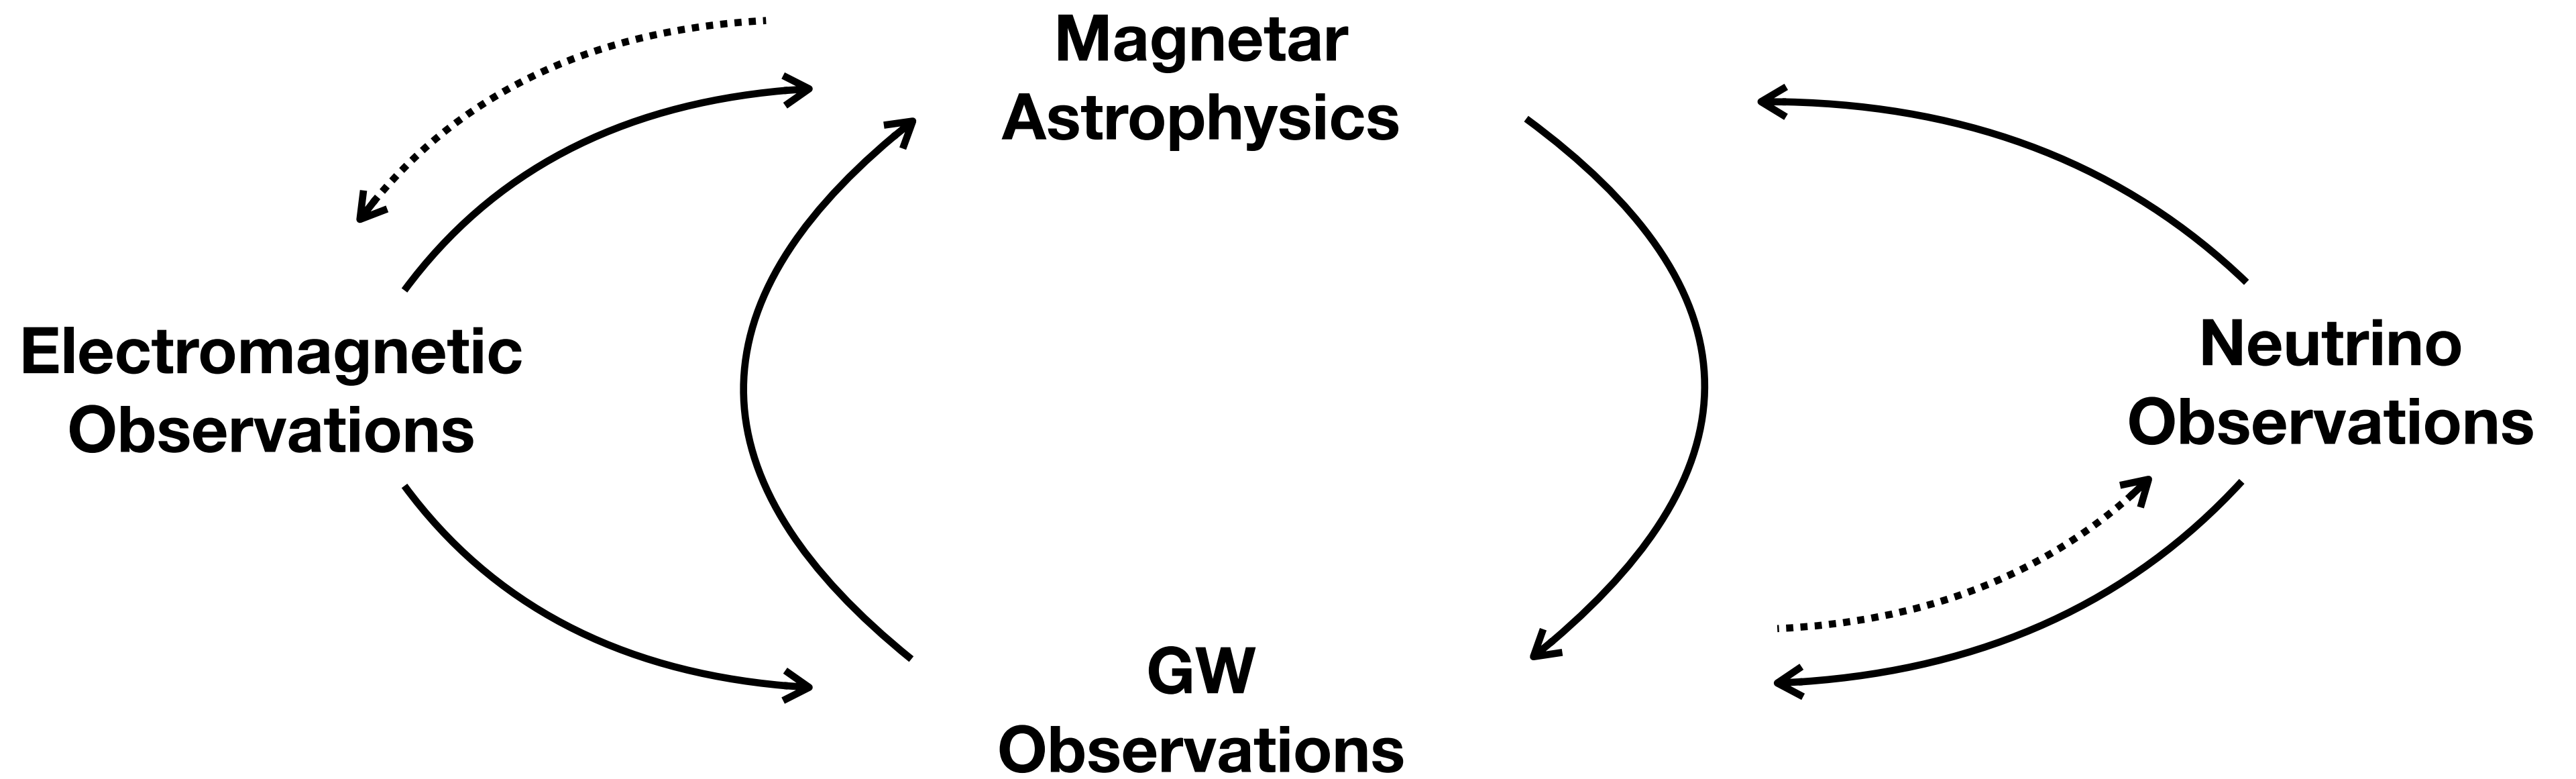 Magnetar
Astrophysics
Electromagnetic
Observations
Neutrino
Observations
GW
Observations